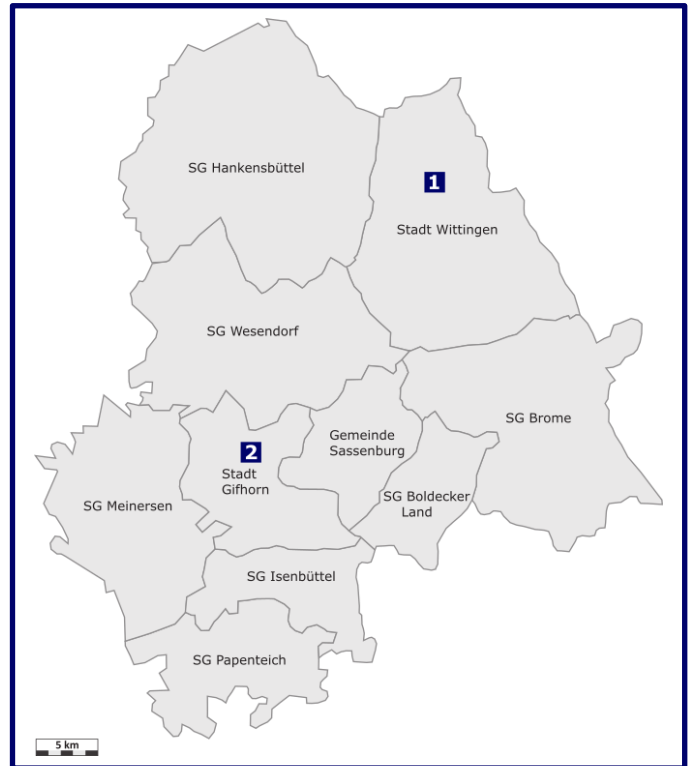 SG Hankensbüttel
1
Stadt Wittingen
SG Wesendorf
SG Brome
Gemeinde
Sassenburg
2
Stadt
Gifhorn
SG Boldecker
Land
SG Meinersen
SG Isenbüttel
SG Papenteich
5 km